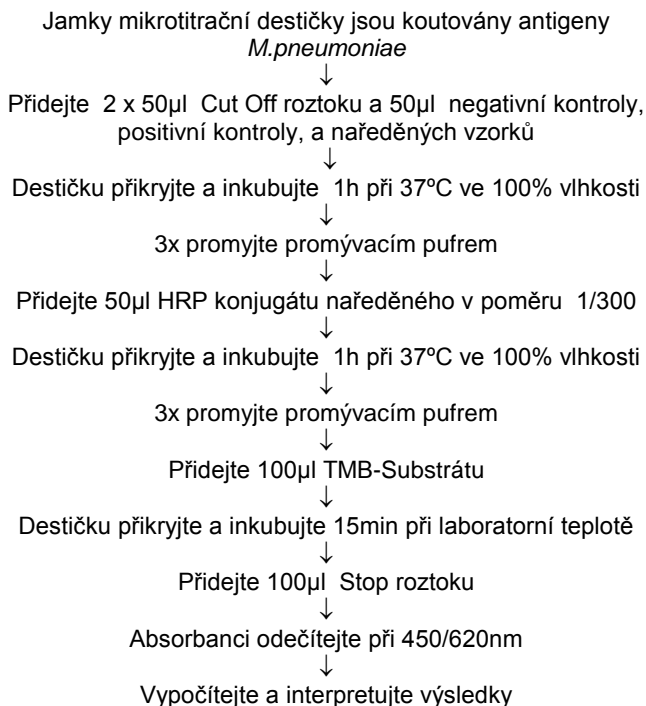 Jamky mikrotitrační destičky jsou koutovány antigeny
M.pneumoniae
↓
Přidejte 2 x 50µl Cut Off roztoku a 50µl negativní kontroly,
positivní kontroly, a naředěných vzorků
↓
Destičku přikryjte a inkubujte 1h při 37ºC ve 100% vlhkosti
↓
3x promyjte promývacím pufrem
↓
Přidejte 50µl HRP konjugátu naředěného v poměru 1/300
↓
Destičku přikryjte a inkubujte 1h při 37ºC ve 100% vlhkosti
↓
3x promyjte promývacím pufrem
↓
Přidejte 100µl TMB-Substrátu
↓
Destičku přikryjte a inkubujte 15min při laboratorní teplotě
↓
Přidejte 100µl Stop roztoku
↓
Absorbanci odečítejte při 450/620nm
↓
Vypočítejte a interpretujte výsledky